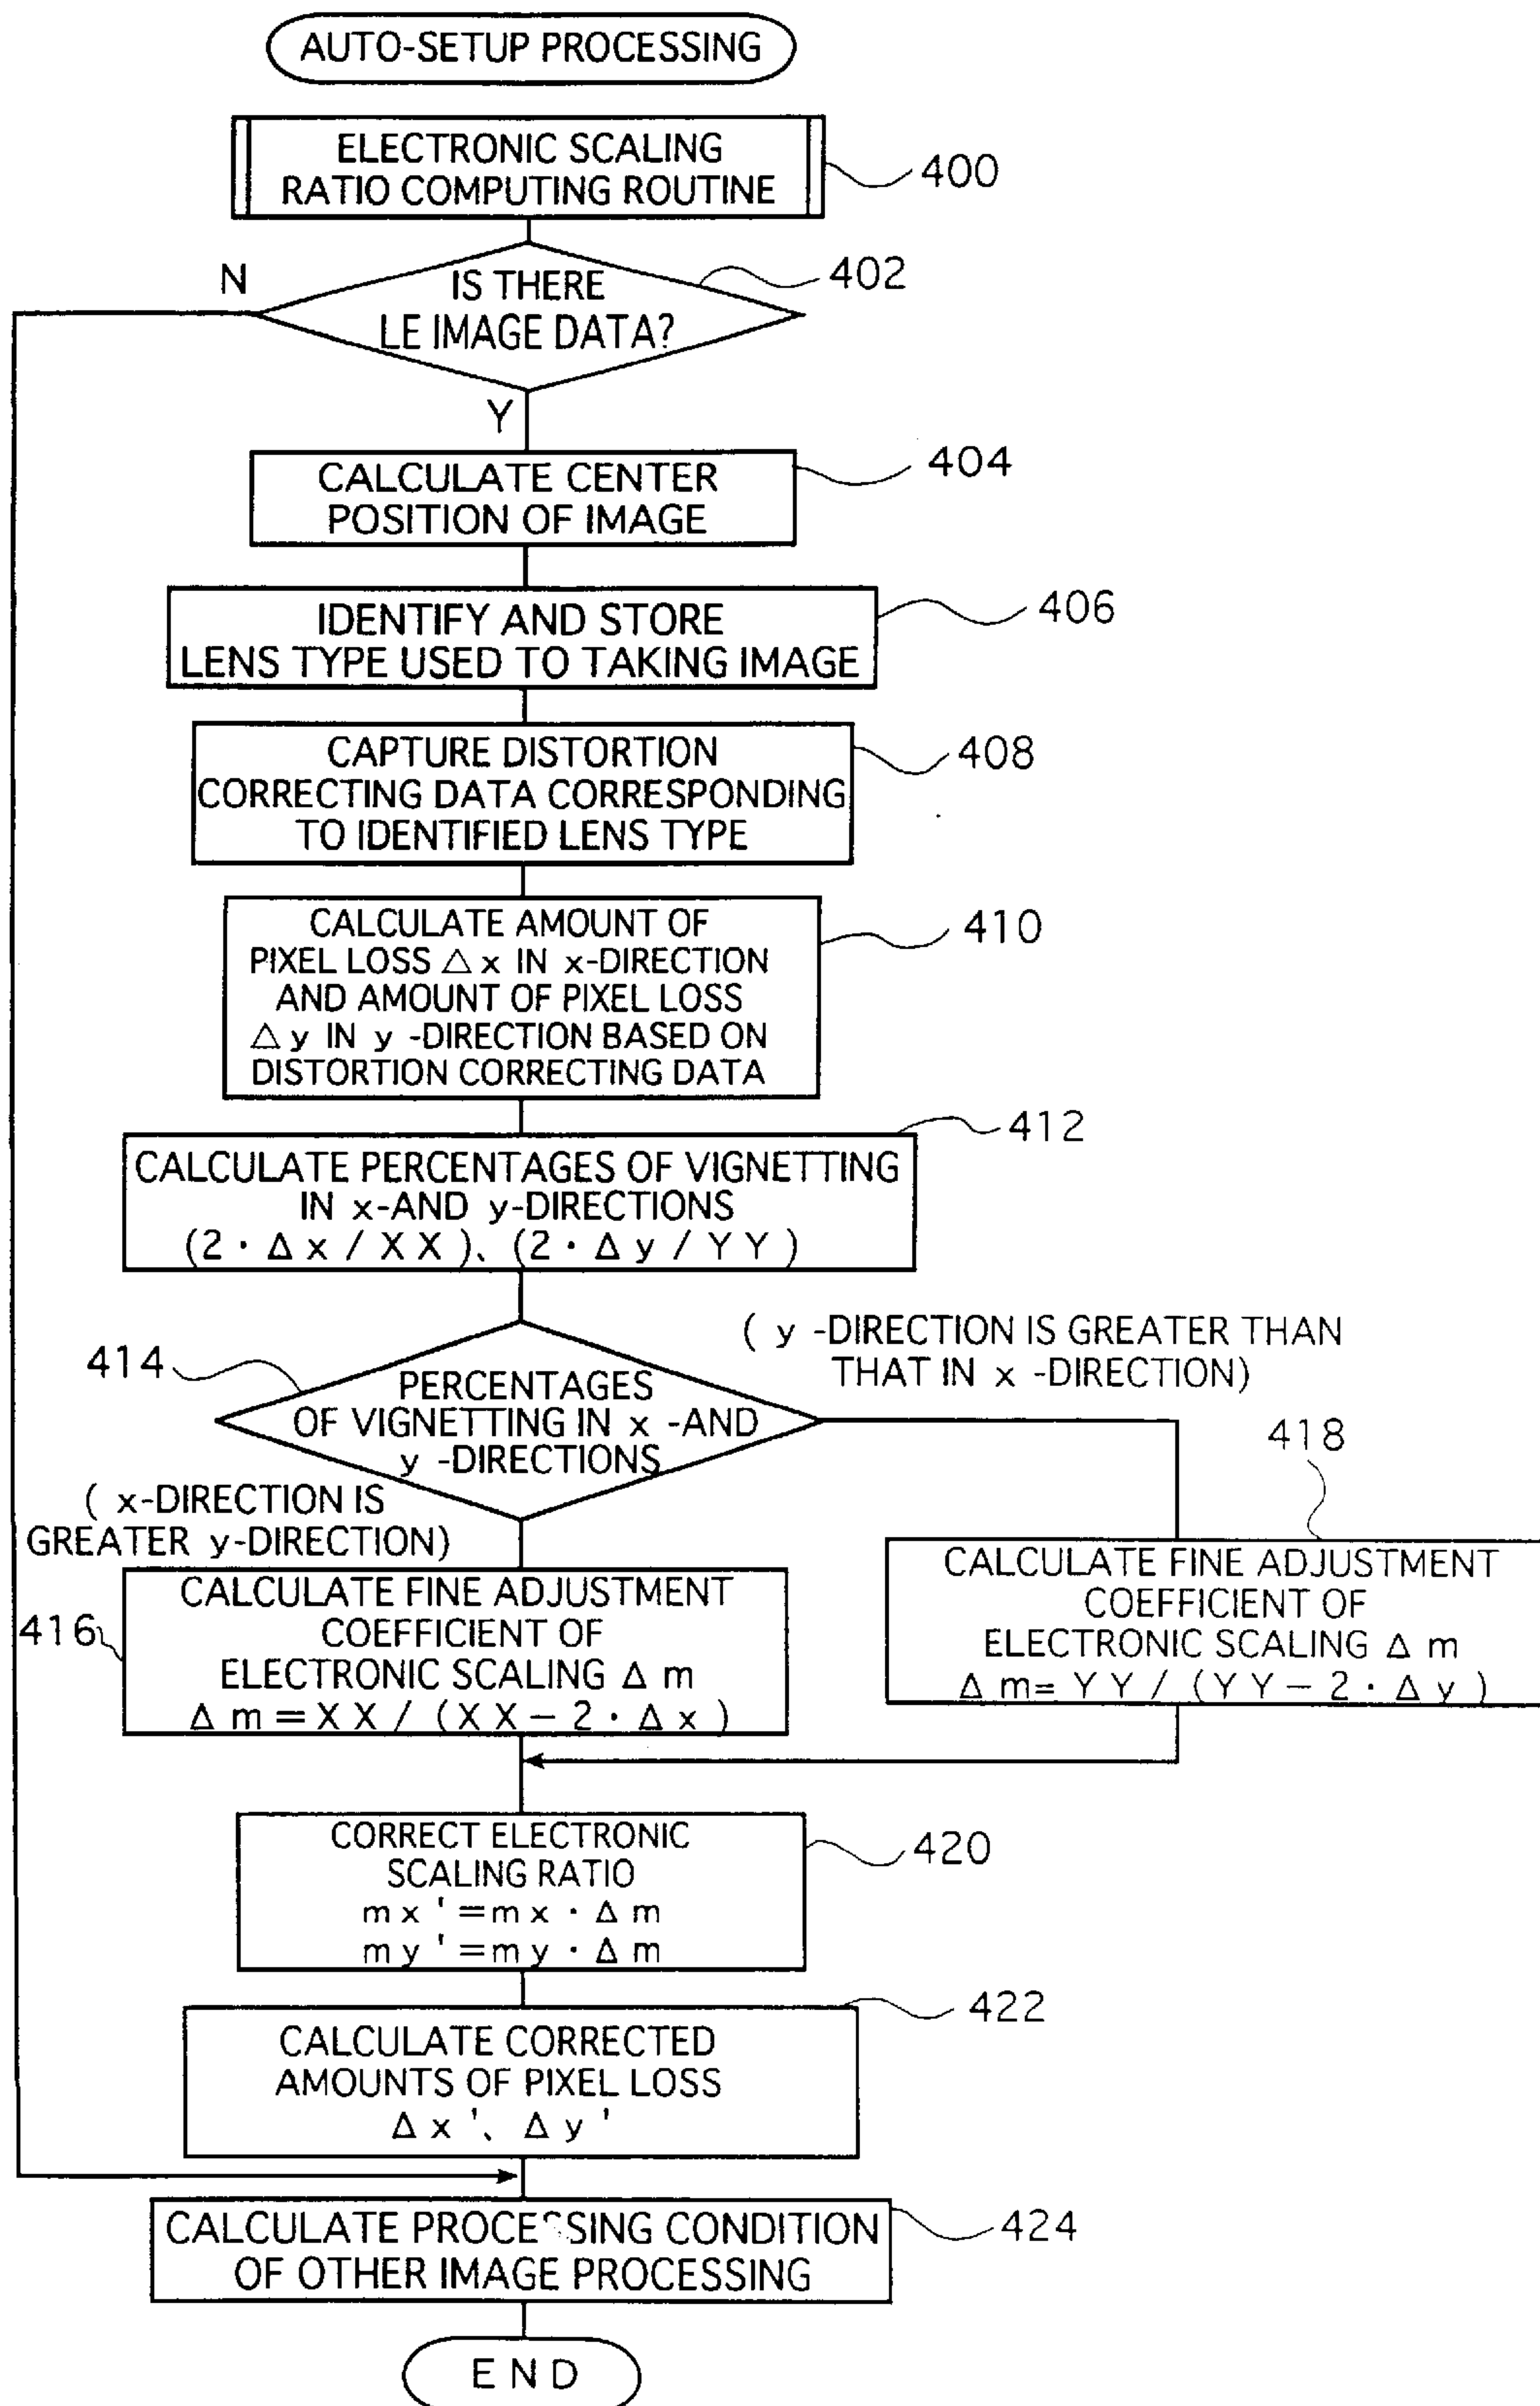 AUTO-SETUP PROCESSING
ELECTRONIC SCALING
RATIO COMPUTING ROUTINE
400
IS THERE
LE IMAGE DATA?
402
N
Y
CALCULATE CENTER
POSITION OF IMAGE
404
IDENTIFY AND STORE
LENS TYPE USED TO TAKING IMAGE
406
CAPTURE DISTORTION
CORRECTING DATA CORRESPONDING
TO IDENTIFIED LENS TYPE
408
CALCULATE AMOUNT OF
PIXEL LOSS △x IN x-DIRECTION
AND AMOUNT OF PIXEL LOSS
△y IN y -DIRECTION BASED ON
DISTORTION CORRECTING DATA
410
CALCULATE PERCENTAGES OF VIGNETTING
IN x-AND y-DIRECTIONS
(2・Δx/XX)、(2・Δy/YY)
412
(y -DIRECTION IS GREATER THAN
THAT IN x -DIRECTION)
414
PERCENTAGES
OF VIGNETTING IN x -AND
y -DIRECTIONS
(x-DIRECTION IS
GREATER y-DIRECTION)
416
CALCULATE FINE ADJUSTMENT
COEFFICIENT OF
ELECTRONIC SCALING Δm
Δm=XX/(XX-2・Δx)
418
CALCULATE FINE ADJUSTMENT
COEFFICIENT OF
ELECTRONIC SCALING Δm
Δm=YY/(YY-2・Δy)
CORRECT ELECTRONIC
SCALING RATIO
mx'=mx・Δm
my'=my・Δm
420
CALCULATE CORRECTED
AMOUNTS OF PIXEL LOSS
Δx'、Δy'
422
CALCULATE PROCESSING CONDITION
OF OTHER IMAGE PROCESSING
424
END